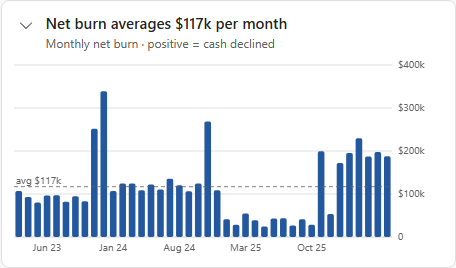 Net burn averages $117k per month
Monthly net burn · positive = cash declined
$400k
$300k
$200k
avg $117k
$100k
0
Jun 23 Jan 24 Aug 24 Mar 25 Oct 25